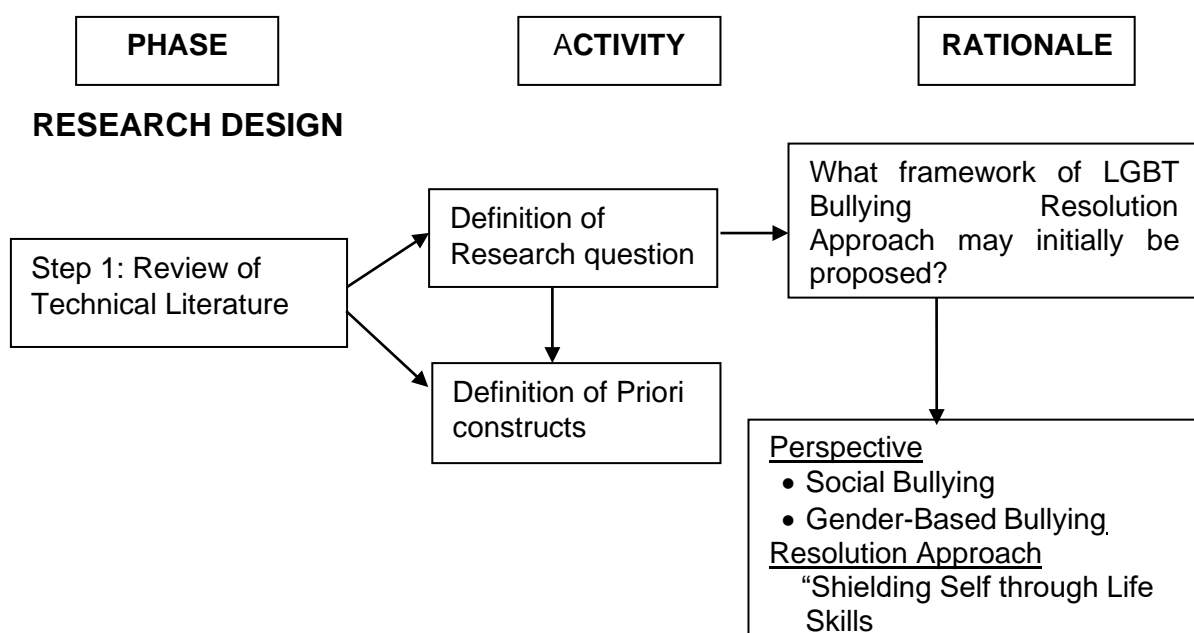 PHASE
ACTIVITY
RATIONALE
RESEARCH DESIGN
Step 1: Review of
Technical Literature
Definition of
Research question
Definition of Priori
constructs
What framework of LGBT
Bullying Resolution
Approach may initially be
proposed?
Perspective
• Social Bullying
• Gender-Based Bullying
Resolution Approach
“Shielding Self through Life
Skills